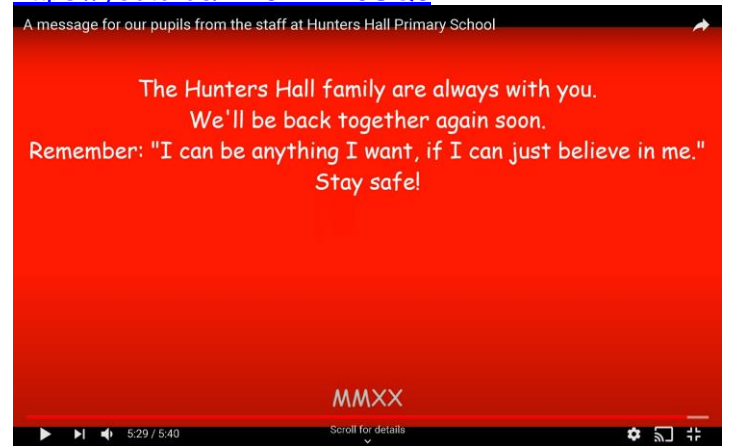 A message for our pupils from the staff at Hunters Hall Primary School
The Hunters Hall family are always with you.
We'll be back together again soon.
Remember: "I can be anything I want, if I can just believe in me."
Stay safe!
MMXX
5:29 / 5:40
Scroll for details